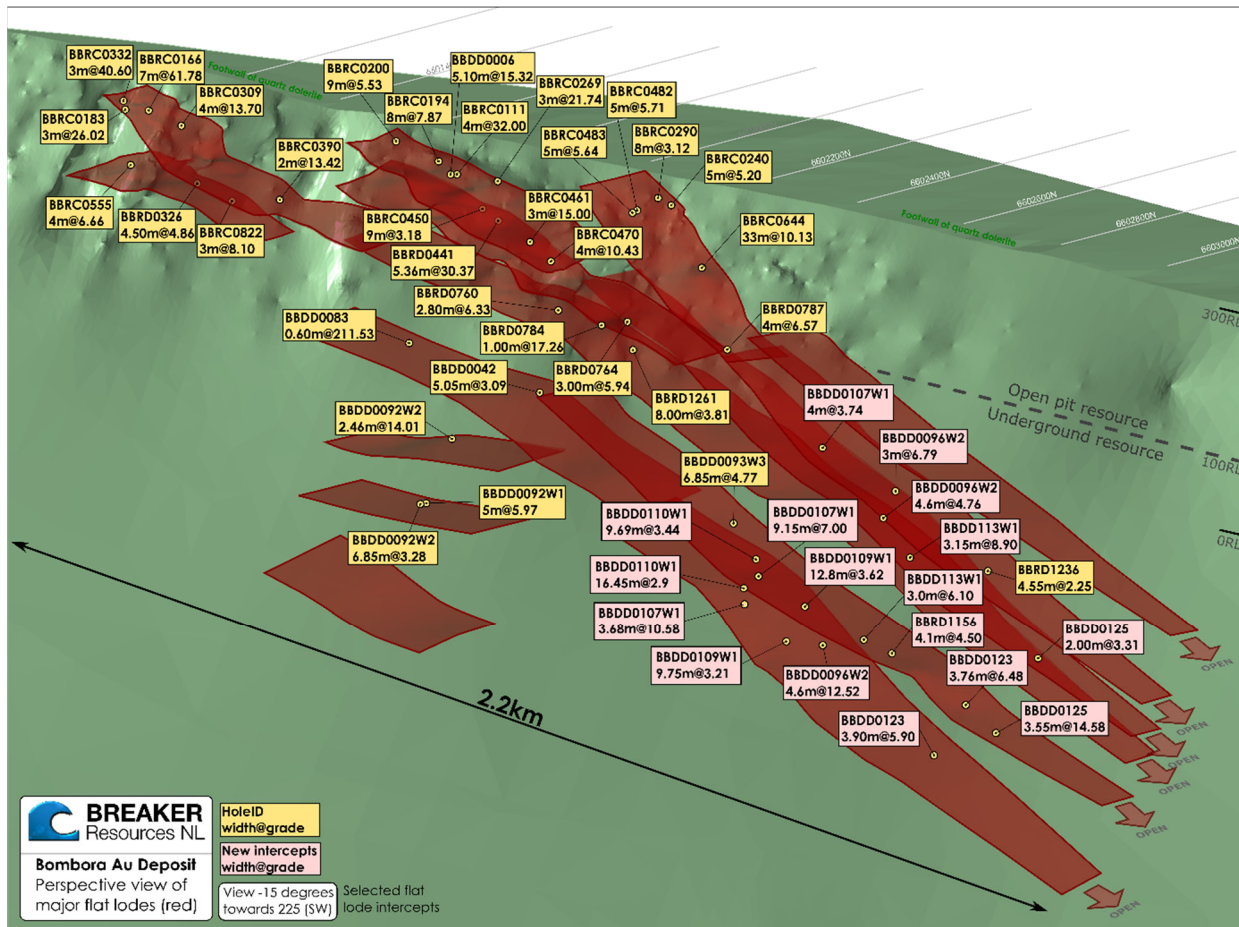 BBRC0332
3m@40.60
BBRC0166
7m@61.78
BBRC0309
4m@13.70
BBRC0183
3m@26.02
BBRC0390
2m@13.42
BBRC0555
4m@6.66
BBRD0326
4.50m@4.86
BBRC0822
3m@8.10
Footwall of quartz dolerite
BBRC0200
9m@5.53
BBDD0006
5.10m@15.32
BBRC0194
8m@7.87
BBRC0111
4m@32.00
BBRC0269
3m@21.74
BBRC0482
5m@5.71
BBRC0483
5m@5.64
BBRC0290
8m@3.12
BBRC0240
5m@5.20
6602200N
6602400N
6602600N
6602800N
6603000N
Footwall of quartz dolerite
BBRC0461
3m@15.00
BBRC0450
9m@3.18
BBRC0470
4m@10.43
BBRC0644
33m@10.13
BBRD0441
5.36m@30.37
BBRD0760
2.80m@6.33
BBRD0784
1.00m@17.26
BBRD0787
4m@6.57
BBDD0083
0.60m@211.53
BBDD0042
5.05m@3.09
BBRD0764
3.00m@5.94
BBRD1261
8.00m@3.81
300RL
Open pit resource
Underground resource
100RL
0RL
BBDD0107W1
4m@3.74
BBDD0092W2
2.46m@14.01
BBDD0096W2
3m@6.79
BBDD0093W3
6.85m@4.77
BBDD0096W2
4.6m@4.76
BBDD0092W1
5m@5.97
BBDD0110W1
9.69m@3.44
BBDD0107W1
9.15m@7.00
BBDD113W1
3.15m@8.90
BBDD0092W2
6.85m@3.28
BBDD0110W1
16.45m@2.9
BBDD0109W1
12.8m@3.62
BBDD113W1
3.0m@6.10
BBRD1236
4.55m@2.25
BBDD0107W1
3.68m@10.58
BBRD1156
4.1m@4.50
BBDD0125
2.00m@3.31
BBDD0109W1
9.75m@3.21
BBDD0096W2
4.6m@12.52
BBDD0123
3.76m@6.48
BBDD0123
3.90m@5.90
BBDD0125
3.55m@14.58
OPEN
OPEN
OPEN
OPEN
OPEN
OPEN
2.2km
BREAKER
Resources NL
Bombora Au Deposit
Perspective view of
major flat lodes (red)
HoleID
width@grade
New intercepts
width@grade
View -15 degrees
towards 225 (SW)
Selected flat
lode intercepts